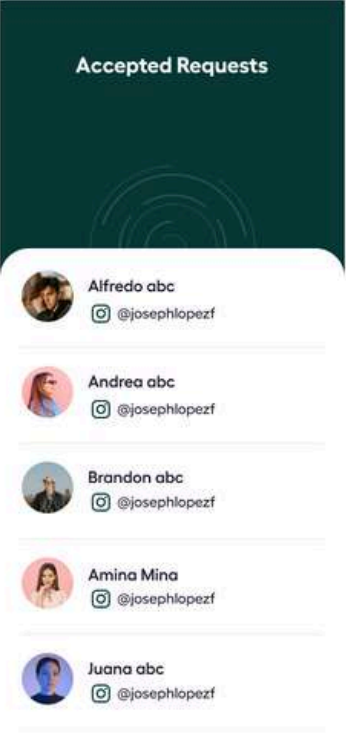 Accepted Requests
Alfredo abc
@josephlopezf
Andrea abc
@josephlopezf
Brandon abc
@josephlopezf
Amina Mina
@josephlopezf
Juana abc
@josephlopezf